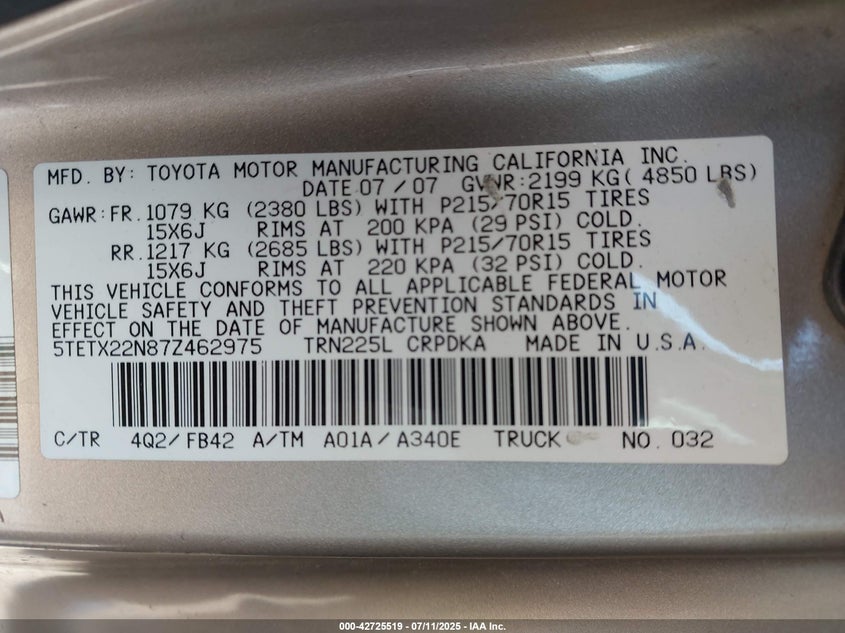 MFD. BY: TOYOTA MOTOR MANUFACTURING CALIFORNIA INC.
DATE 07/07 GVWR:2199 KG( 4850 LBS)
GAWR: FR. 1079 KG (2380 LBS) WITH P215/70R15 TIRES
15X6J RIMS AT 200 KPA (29 PSI) COLD.
RR. 1217 KG (2685 LBS) WITH P215/70R15 TIRES
15X6J RIMS AT 220 KPA (32 PSI) COLD.
THIS VEHICLE CONFORMS TO ALL APPLICABLE FEDERAL MOTOR
VEHICLE SAFETY AND THEFT PREVENTION STANDARDS IN
EFFECT ON THE DATE OF MANUFACTURE SHOWN ABOVE.
5TETX22N87Z462975 TRN225L CRPDKA MADE IN U.S.A.
C/TR 4Q2/FB42 A/TM A01A/A340E TRUCK NO. 032
000-42725519 - 07/11/2025 - IAA Inc.